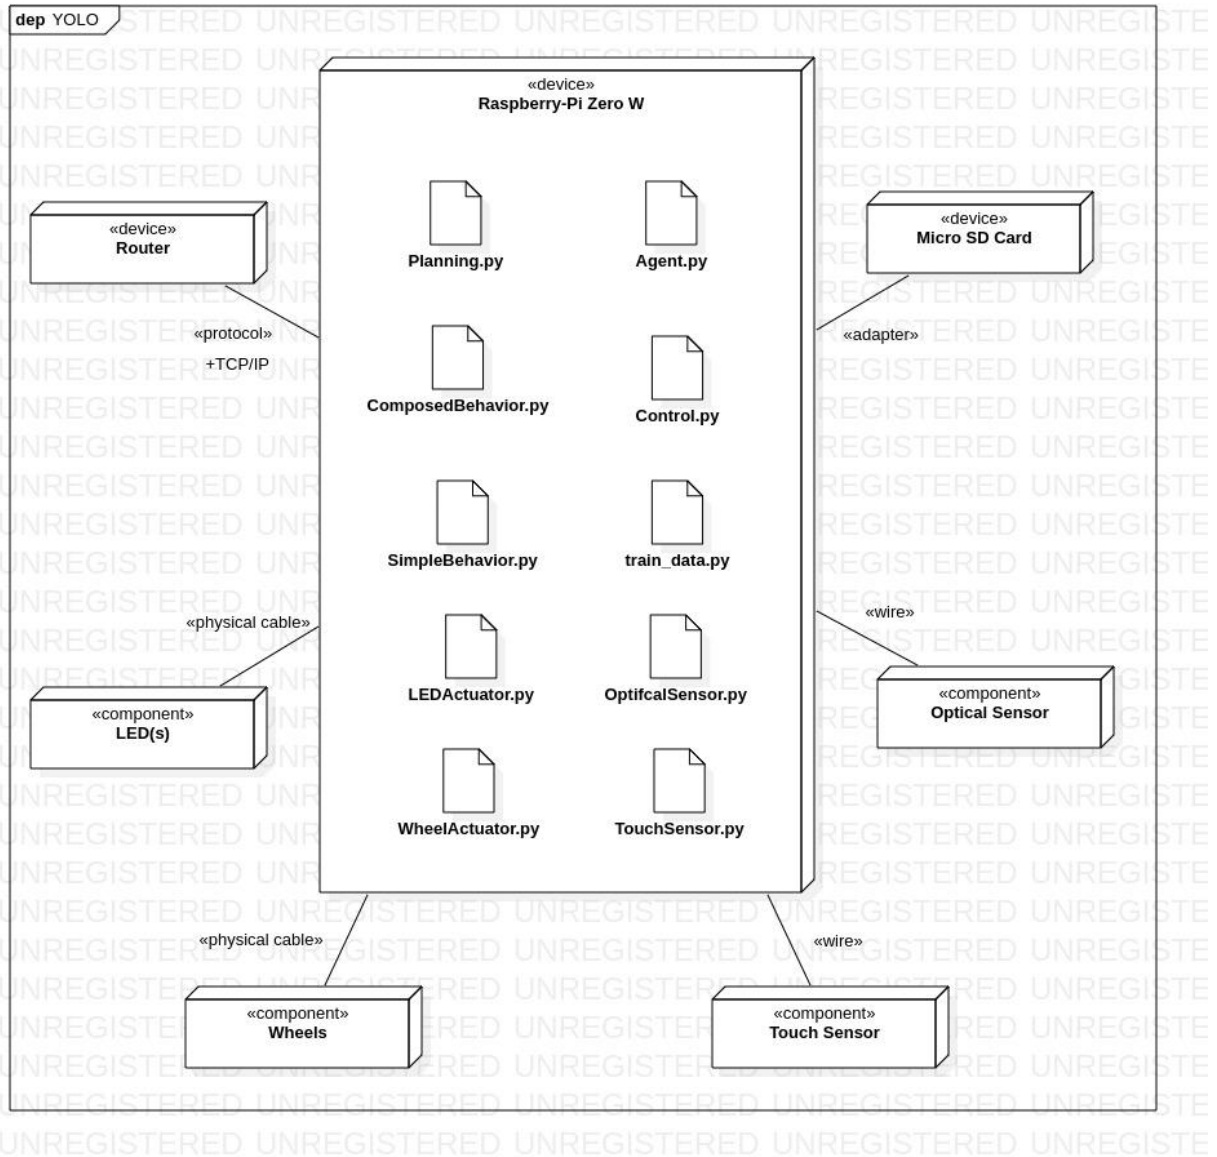 dep YOLO
«device»
Raspberry-Pi Zero W
Planning.py
Agent.py
ComposedBehavior.py
Control.py
SimpleBehavior.py
train_data.py
LEDActuator.py
OptifcalSensor.py
WheelActuator.py
TouchSensor.py
«device»
Router
«protocol»
+TCP/IP
«device»
Micro SD Card
«adapter»
«physical cable»
«component»
LED(s)
«wire»
«component»
Optical Sensor
«physical cable»
«component»
Wheels
«wire»
«component»
Touch Sensor
UNREGISTERED